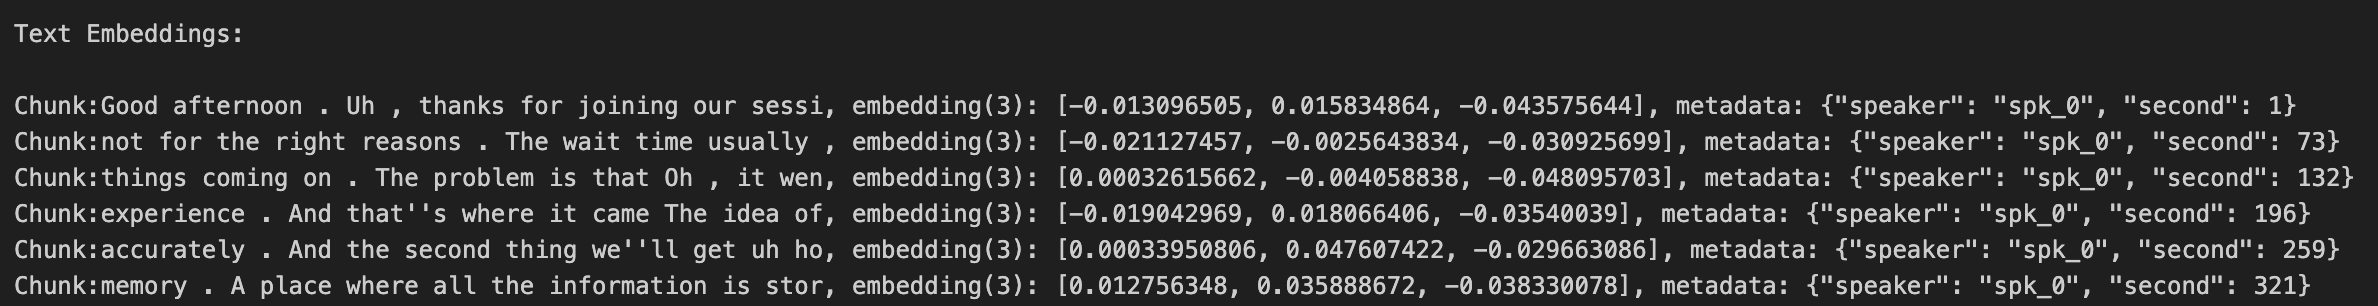 Text Embeddings:
Chunk:Good afternoon . Uh , thanks for joining our sessi, embedding(3): [-0.013096505, 0.015834864, -0.043575644], metadata: {"speaker": "spk_0", "second": 1}
Chunk:not for the right reasons . The wait time usually , embedding(3): [-0.021127457, -0.0025643834, -0.030925699], metadata: {"speaker": "spk_0", "second": 73}
Chunk:things coming on . The problem is that Oh , it wen, embedding(3): [0.00032615662, -0.004058838, -0.048095703], metadata: {"speaker": "spk_0", "second": 132}
Chunk:experience . And that''s where it came The idea of, embedding(3): [-0.019042969, 0.018066406, -0.03540039], metadata: {"speaker": "spk_0", "second": 196}
Chunk:accurately . And the second thing we''ll get uh ho, embedding(3): [0.00033950806, 0.047607422, -0.029663086], metadata: {"speaker": "spk_0", "second": 259}
Chunk:memory . A place where all the information is stor, embedding(3): [0.012756348, 0.035888672, -0.038330078], metadata: {"speaker": "spk_0", "second": 321}